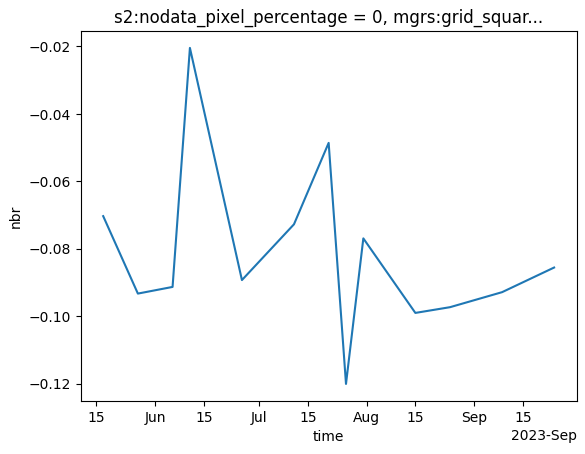 s2:nodata_pixel_percentage = 0, mgrs:grid_squar...
−0.02
−0.04
−0.06
−0.08
−0.10
−0.12
nbr
15 Jun 15 Jul 15 Aug 15 Sep 15
time
2023-Sep